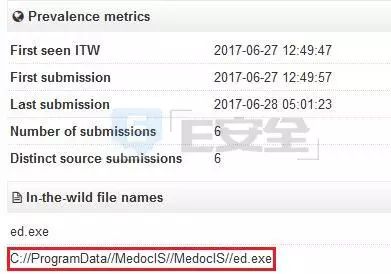 Prevalence metrics
First seen ITW 2017-06-27 12:49:47
First submission 2017-06-27 12:49:57
Last submission 2017-06-28 05:01:23
Number of submissions 6
Distinct source submissions 6
E安全
In-the-wild file names
ed.exe
C://ProgramData//MedocIS//MedocIS//ed.exe